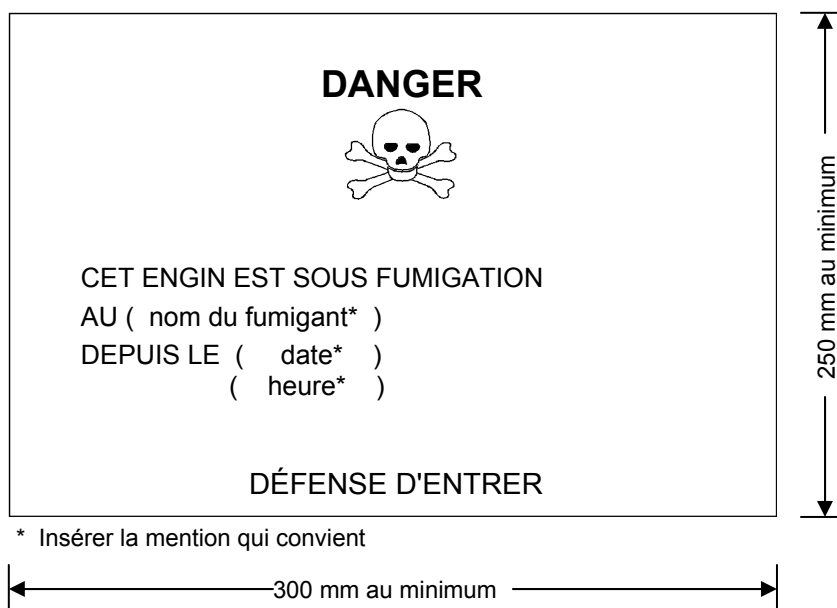 DANGER
CET ENGIN EST SOUS FUMIGATION
AU ( nom du fumigant* )
DEPUIS LE ( date* )
( heure* )
DÉFENSE D'ENTRER
* Insérer la mention qui convient
300 mm au minimum
250 mm au minimum